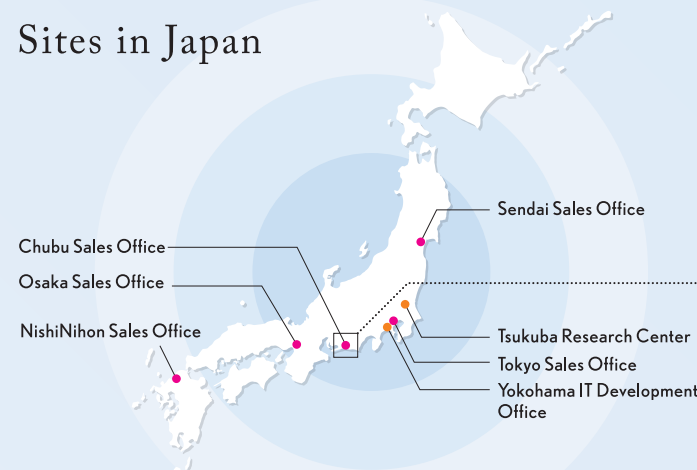 Sites in Japan
Sendai Sales Office
Chubu Sales Office
Osaka Sales Office
NishiNihon Sales Office
Tsukuba Research Center
Tokyo Sales Office
Yokohama IT Development
Office